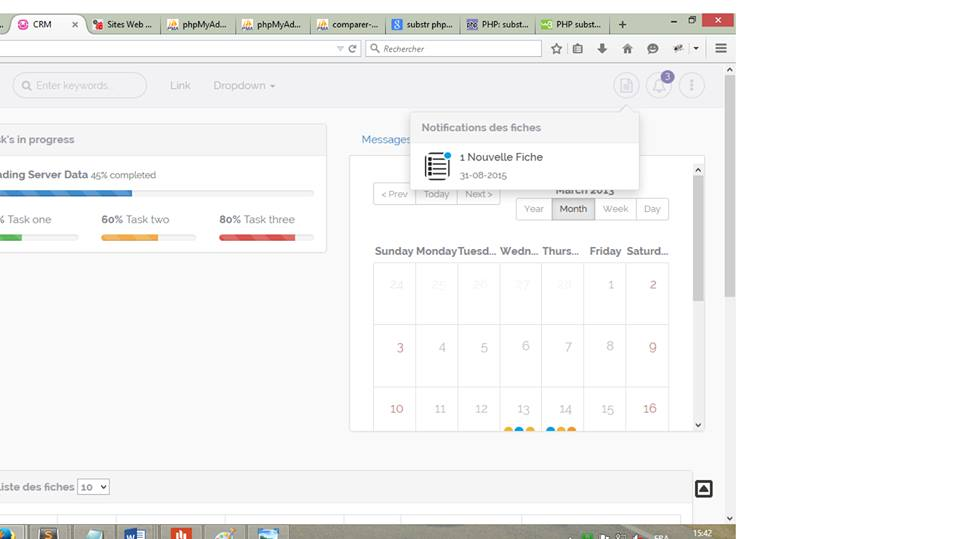 CRM
Sites Web ...
phpMyAd...
phpMyAd...
comparer-...
substr php...
PHP: subst...
PHP subst...
Rechercher
Enter keywords...
Link
Dropdown
3
k's in progress
Messages
Notifications des fiches
1 Nouvelle Fiche
31-08-2015
ding Server Data 45% completed
% Task one
60% Task two
80% Task three
< Prev
Today
Next >
March 2013
Year
Month
Week
Day
Sunday Monday Tuesd... Wedn... Thurs... Friday Saturd...
24 25 26 27 28 1 2
3 4 5 6 7 8 9
10 11 12 13 14 15 16
iste des fiches 10
FRA
15:42